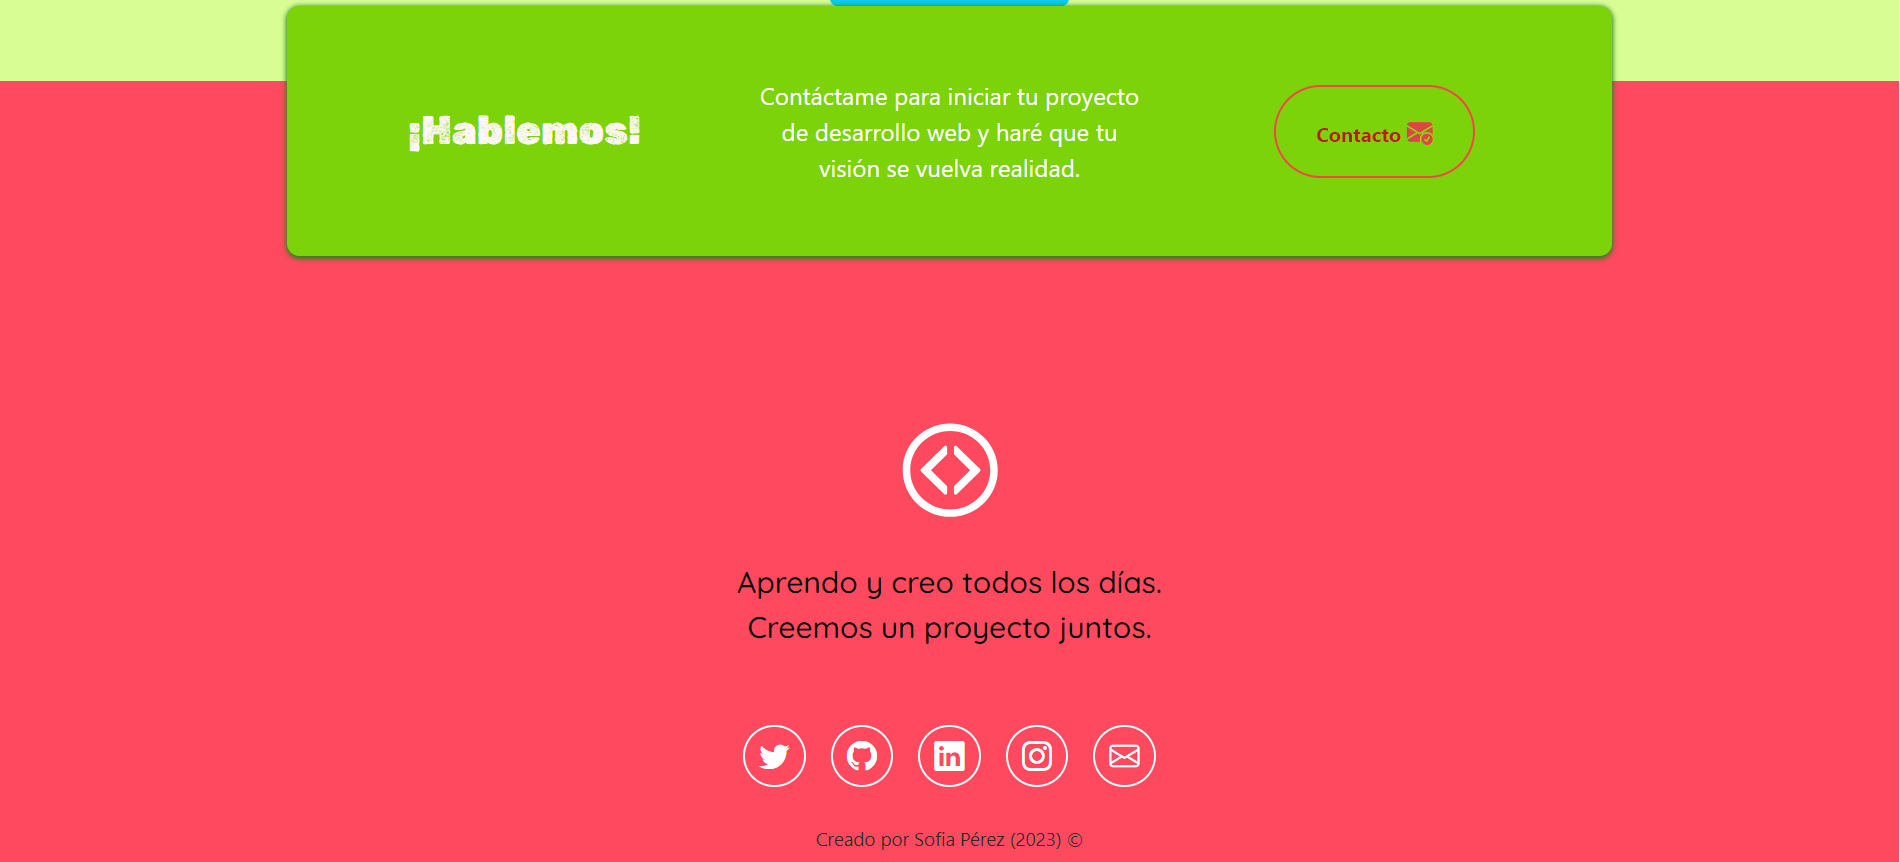 ¡Hablemos!
Contáctame para iniciar tu proyecto
de desarrollo web y haré que tu
visión se vuelva realidad.
Contacto
Aprendo y creo todos los días.
Creemos un proyecto juntos.
in
Creado por Sofia Pérez (2023) ©